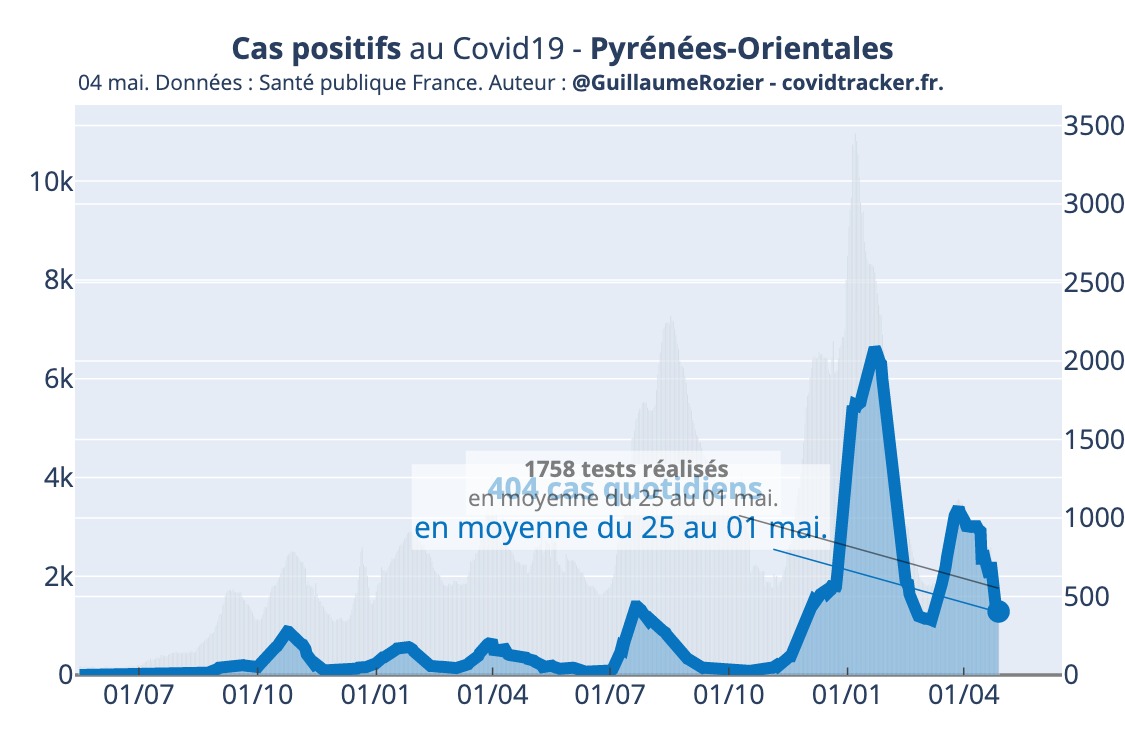 Cas positifs au Covid19 - Pyrénées-Orientales
04 mai. Données : Santé publique France. Auteur : @GuillaumeRozier - covidtracker.fr.
3500
10k
3000
8k
2500
2000
6k
1500
4k
1758 tests réalisés
404 cas quotidiens
en moyenne du 25 au 01 mai.
en moyenne du 25 au 01 mai.
1000
2k
500
0
0
01/07
01/10
01/01
01/04
01/07
01/10
01/01
01/04